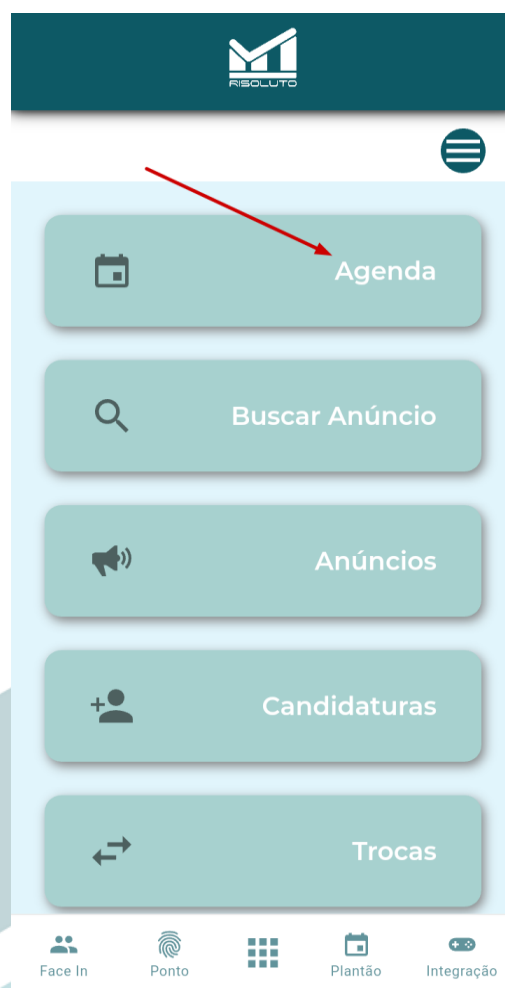 RISOLUTO
Agenda
Buscar Anúncio
Anúncios
Candidaturas
Trocas
Face In
Ponto
Plantão
Integração